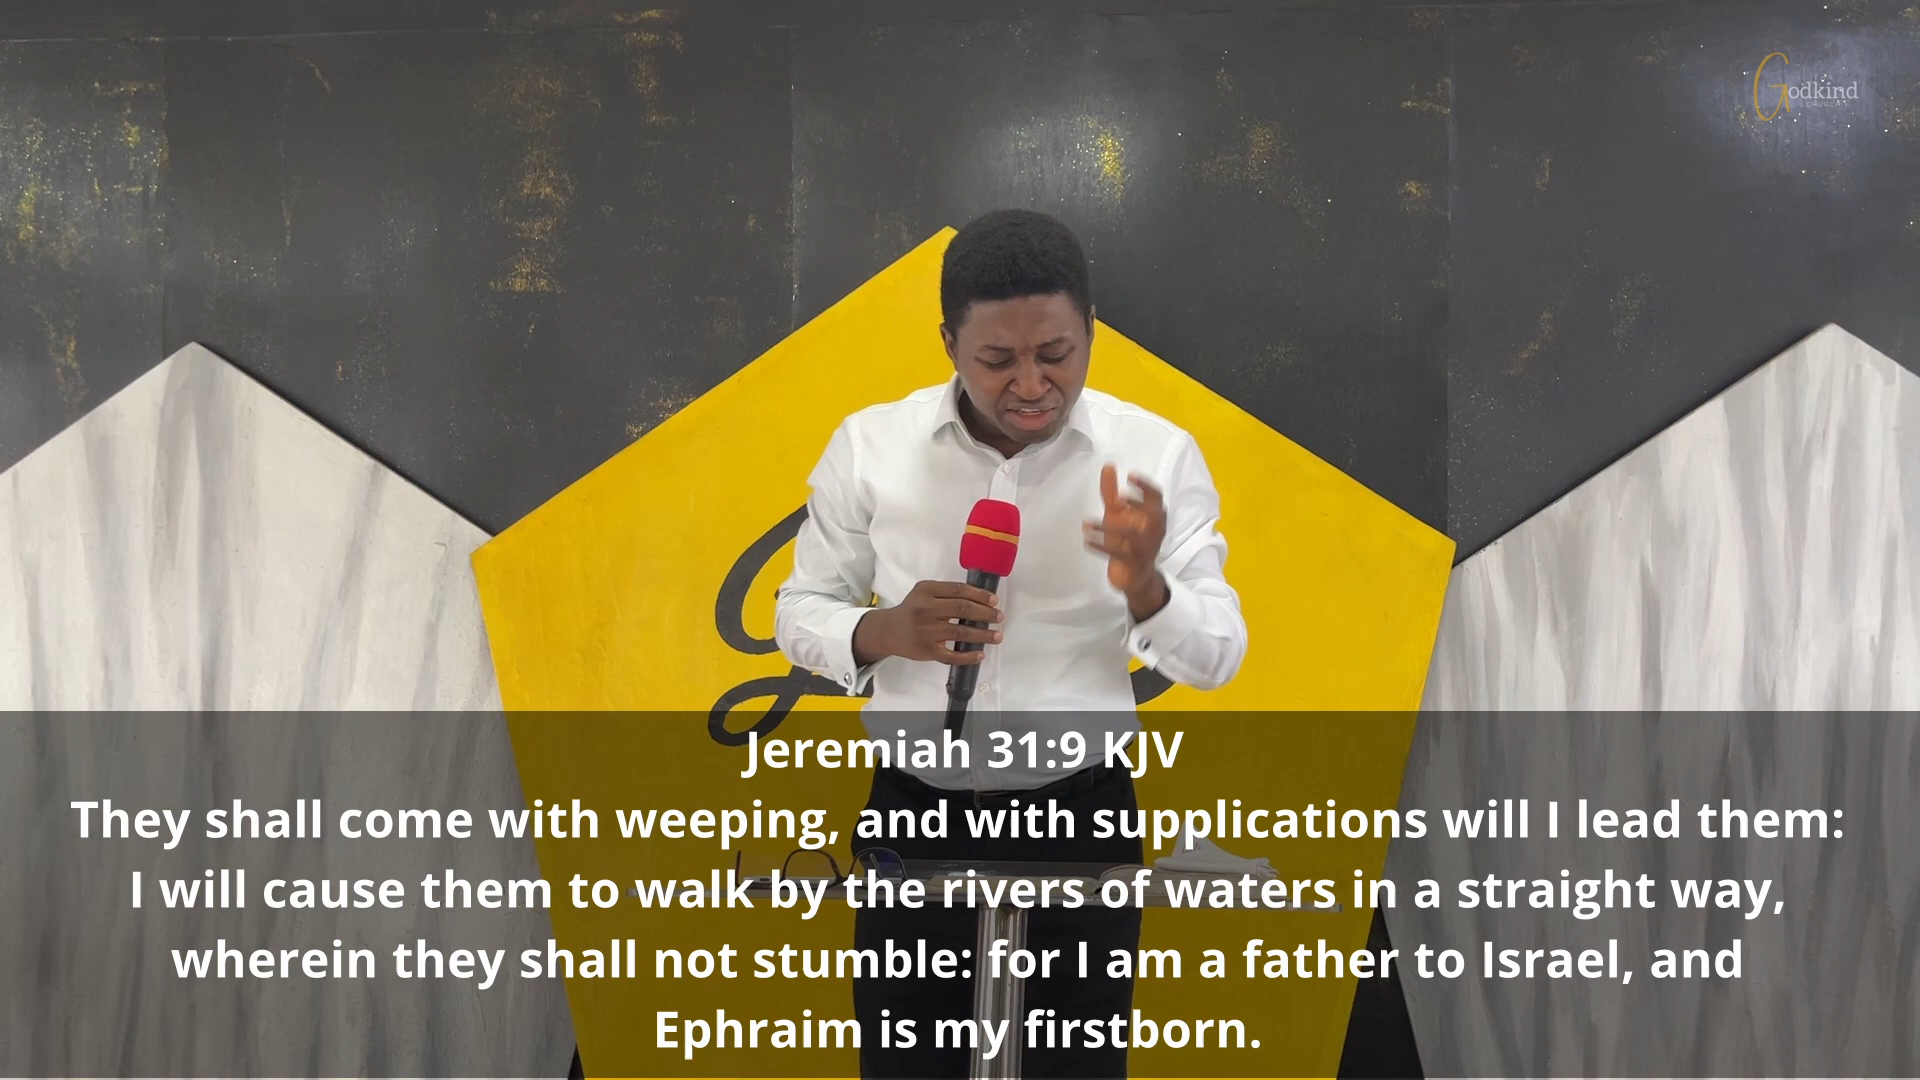 Godkind
CHURCH
Jeremiah 31:9 KJV
They shall come with weeping, and with supplications will I lead them:
I will cause them to walk by the rivers of waters in a straight way,
wherein they shall not stumble: for I am a father to Israel, and
Ephraim is my firstborn.